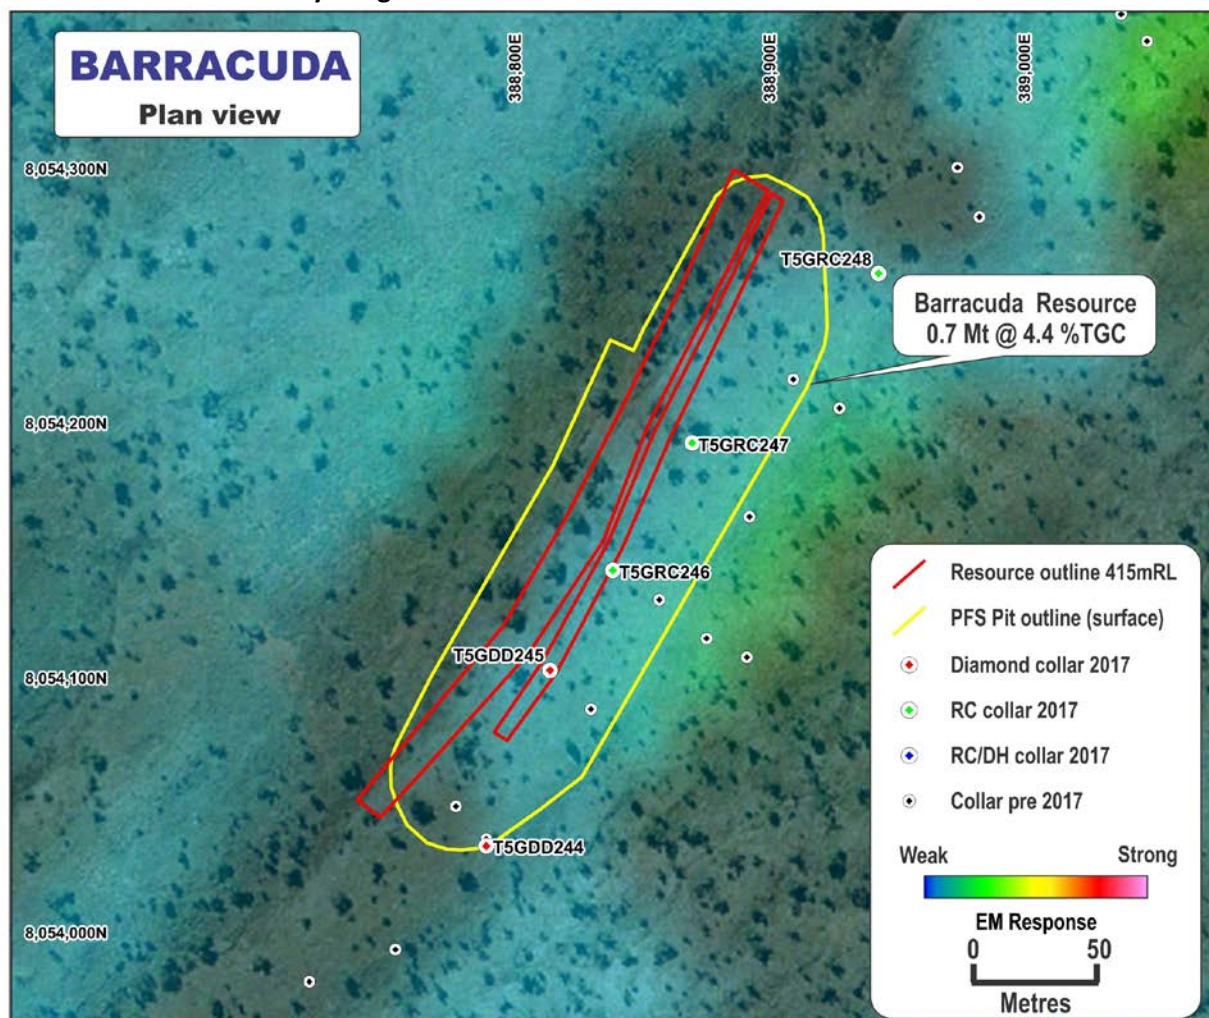 BARRACUDA
Plan view
388,800E
388,900E
389,000E
8,054,300N
8,054,200N
8,054,100N
8,054,000N
T5GRC248
Barracuda Resource
0.7 Mt @ 4.4 %TGC
T5GRC247
T5GRC246
T5GDD245
T5GDD244
Resource outline 415mRL
PFS Pit outline (surface)
Diamond collar 2017
RC collar 2017
RC/DH collar 2017
Collar pre 2017
Weak Strong
EM Response
0 50
Metres